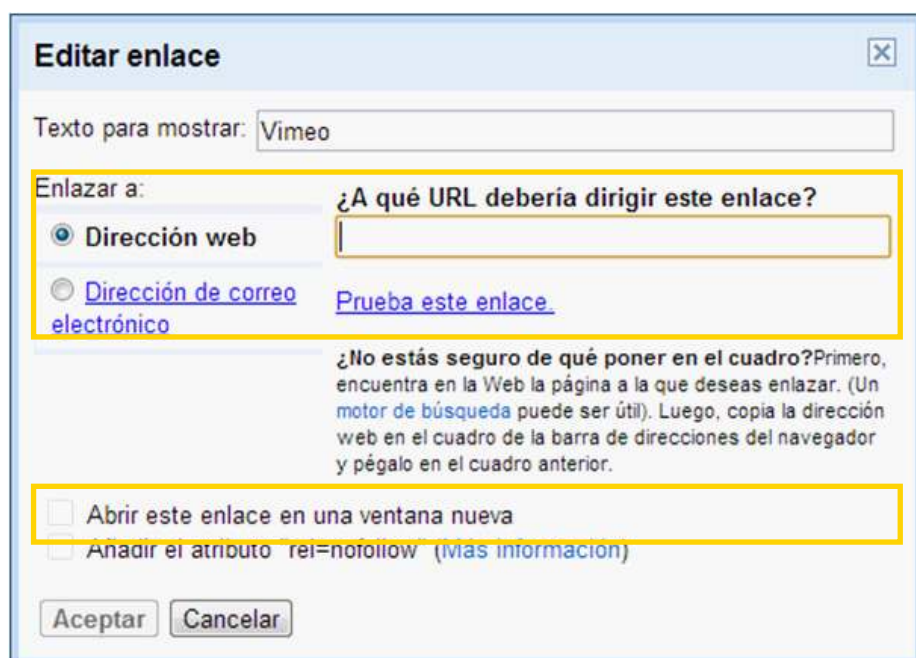 Editar enlace
Texto para mostrar: Vimeo
Enlazar a:
¿A qué URL debería dirigir este enlace?
Dirección web
Dirección de correo
electrónico
Prueba este enlace.
¿No estás seguro de qué poner en el cuadro?Primero,
encuentra en la Web la página a la que deseas enlazar. (Un
motor de búsqueda puede ser útil). Luego, copia la dirección
web en el cuadro de la barra de direcciones del navegador
y pégalo en el cuadro anterior.
Abrir este enlace en una ventana nueva
Añadir el atributo "rel=nofollow" (Más información)
Aceptar
Cancelar